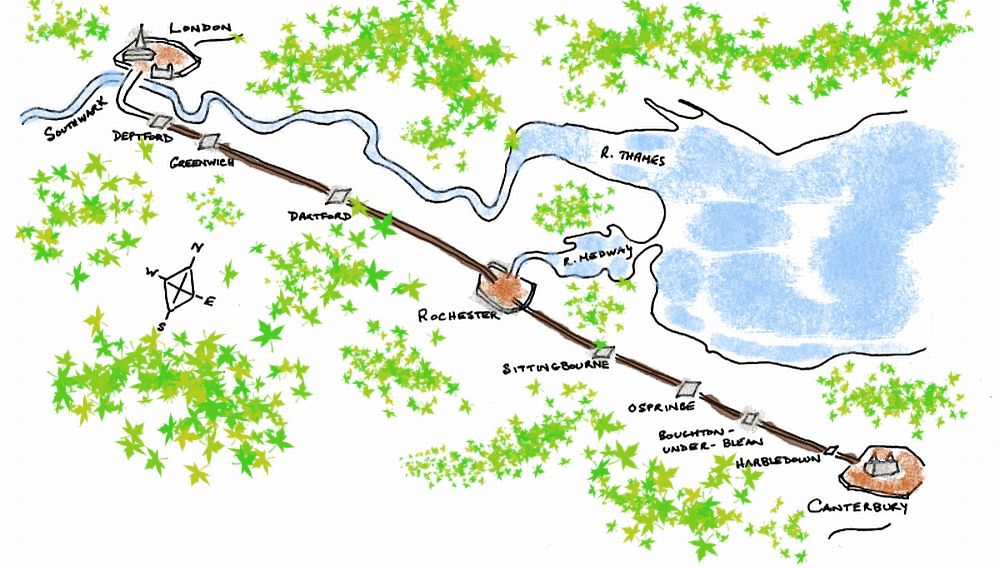 LONDON
SOUTHWARK
DEPTFORD
GREENWICH
R. THAMES
DARTFORD
N
W
E
S
R. MEDWAY
ROCHESTER
SITTINGBOURNE
OSPRINGE
BOUGHTON-
UNDER-BLEAN
HARBLEDOWN
CANTERBURY